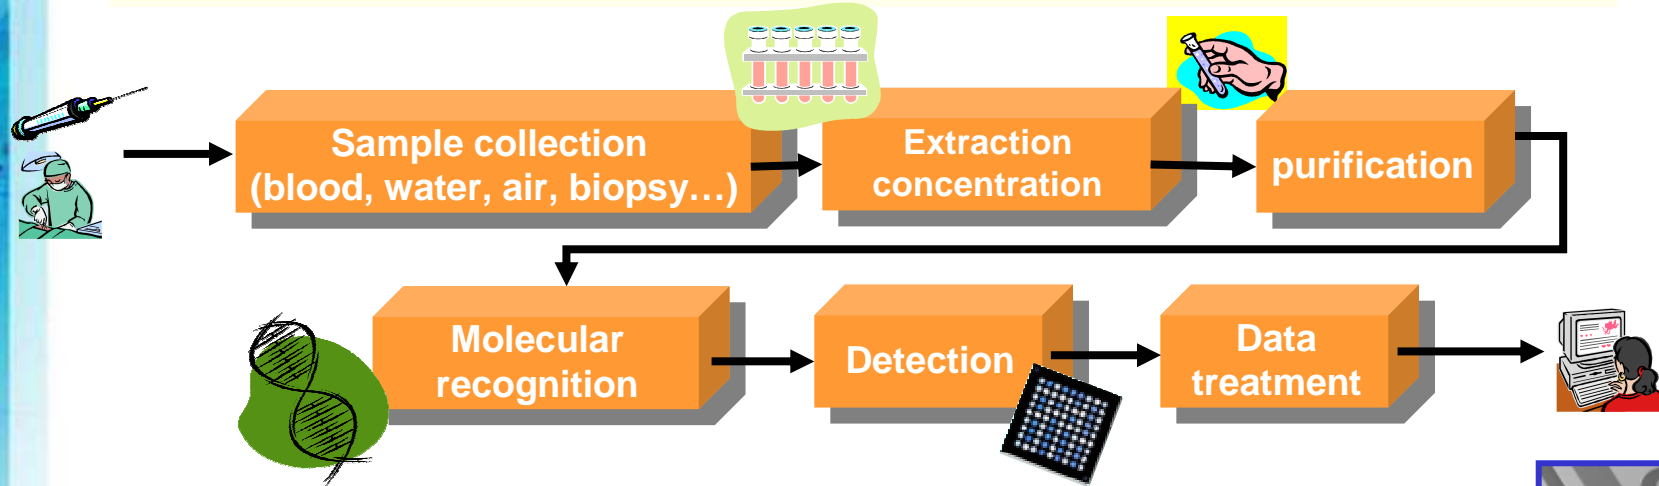 Sample collection
(blood, water, air, biopsy…)
Extraction
concentration
purification
Molecular
recognition
Detection
Data
treatment